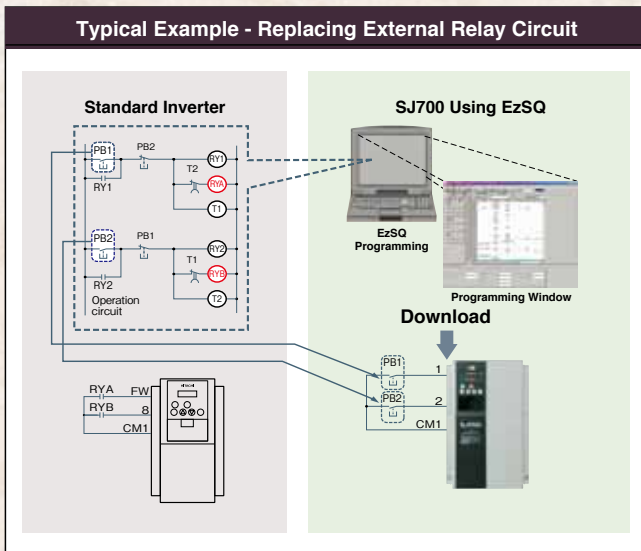 Typical Example - Replacing External Relay Circuit
Standard Inverter
PB1
PB2
RY1
T2
RYA
RY1
T1
PB2
PB1
RY2
T1
RYB
RY2
T2
Operation
circuit
RYA
FW
RYB
8
CM1
HITACHI
SJ700 Using EzSQ
EzSQ
Programming
Programming Window
Download
PB1
1
PB2
2
CM1